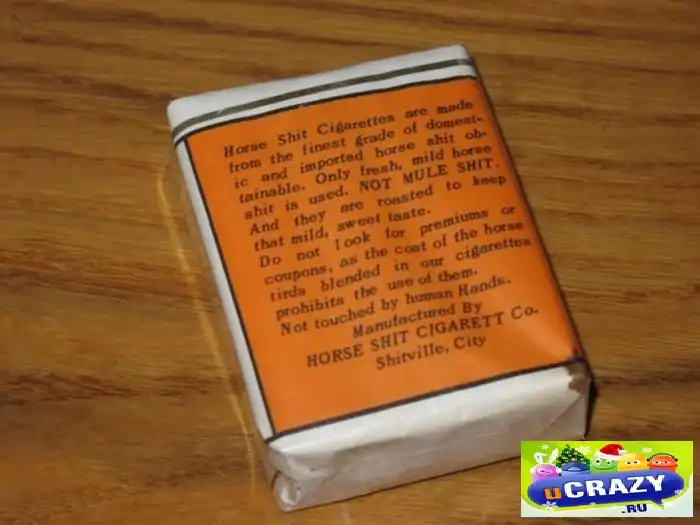 Horse Shit Cigarettes are made
from the finest grade of domest-
ic and imported horse shit ob-
tainable. Only fresh, mild horse
shit is used. NOT MULE SHIT.
And they are roasted to keep
that mild, sweet taste.
Do not look for premiums or
coupons, as the cost of the horse
tirds blended in our cigarettes
prohibits the use of them.
Not touched by human Hands.
Manufactured By
HORSE SHIT CIGARETT Co.
Shitville, City
uCRAZY
.RU